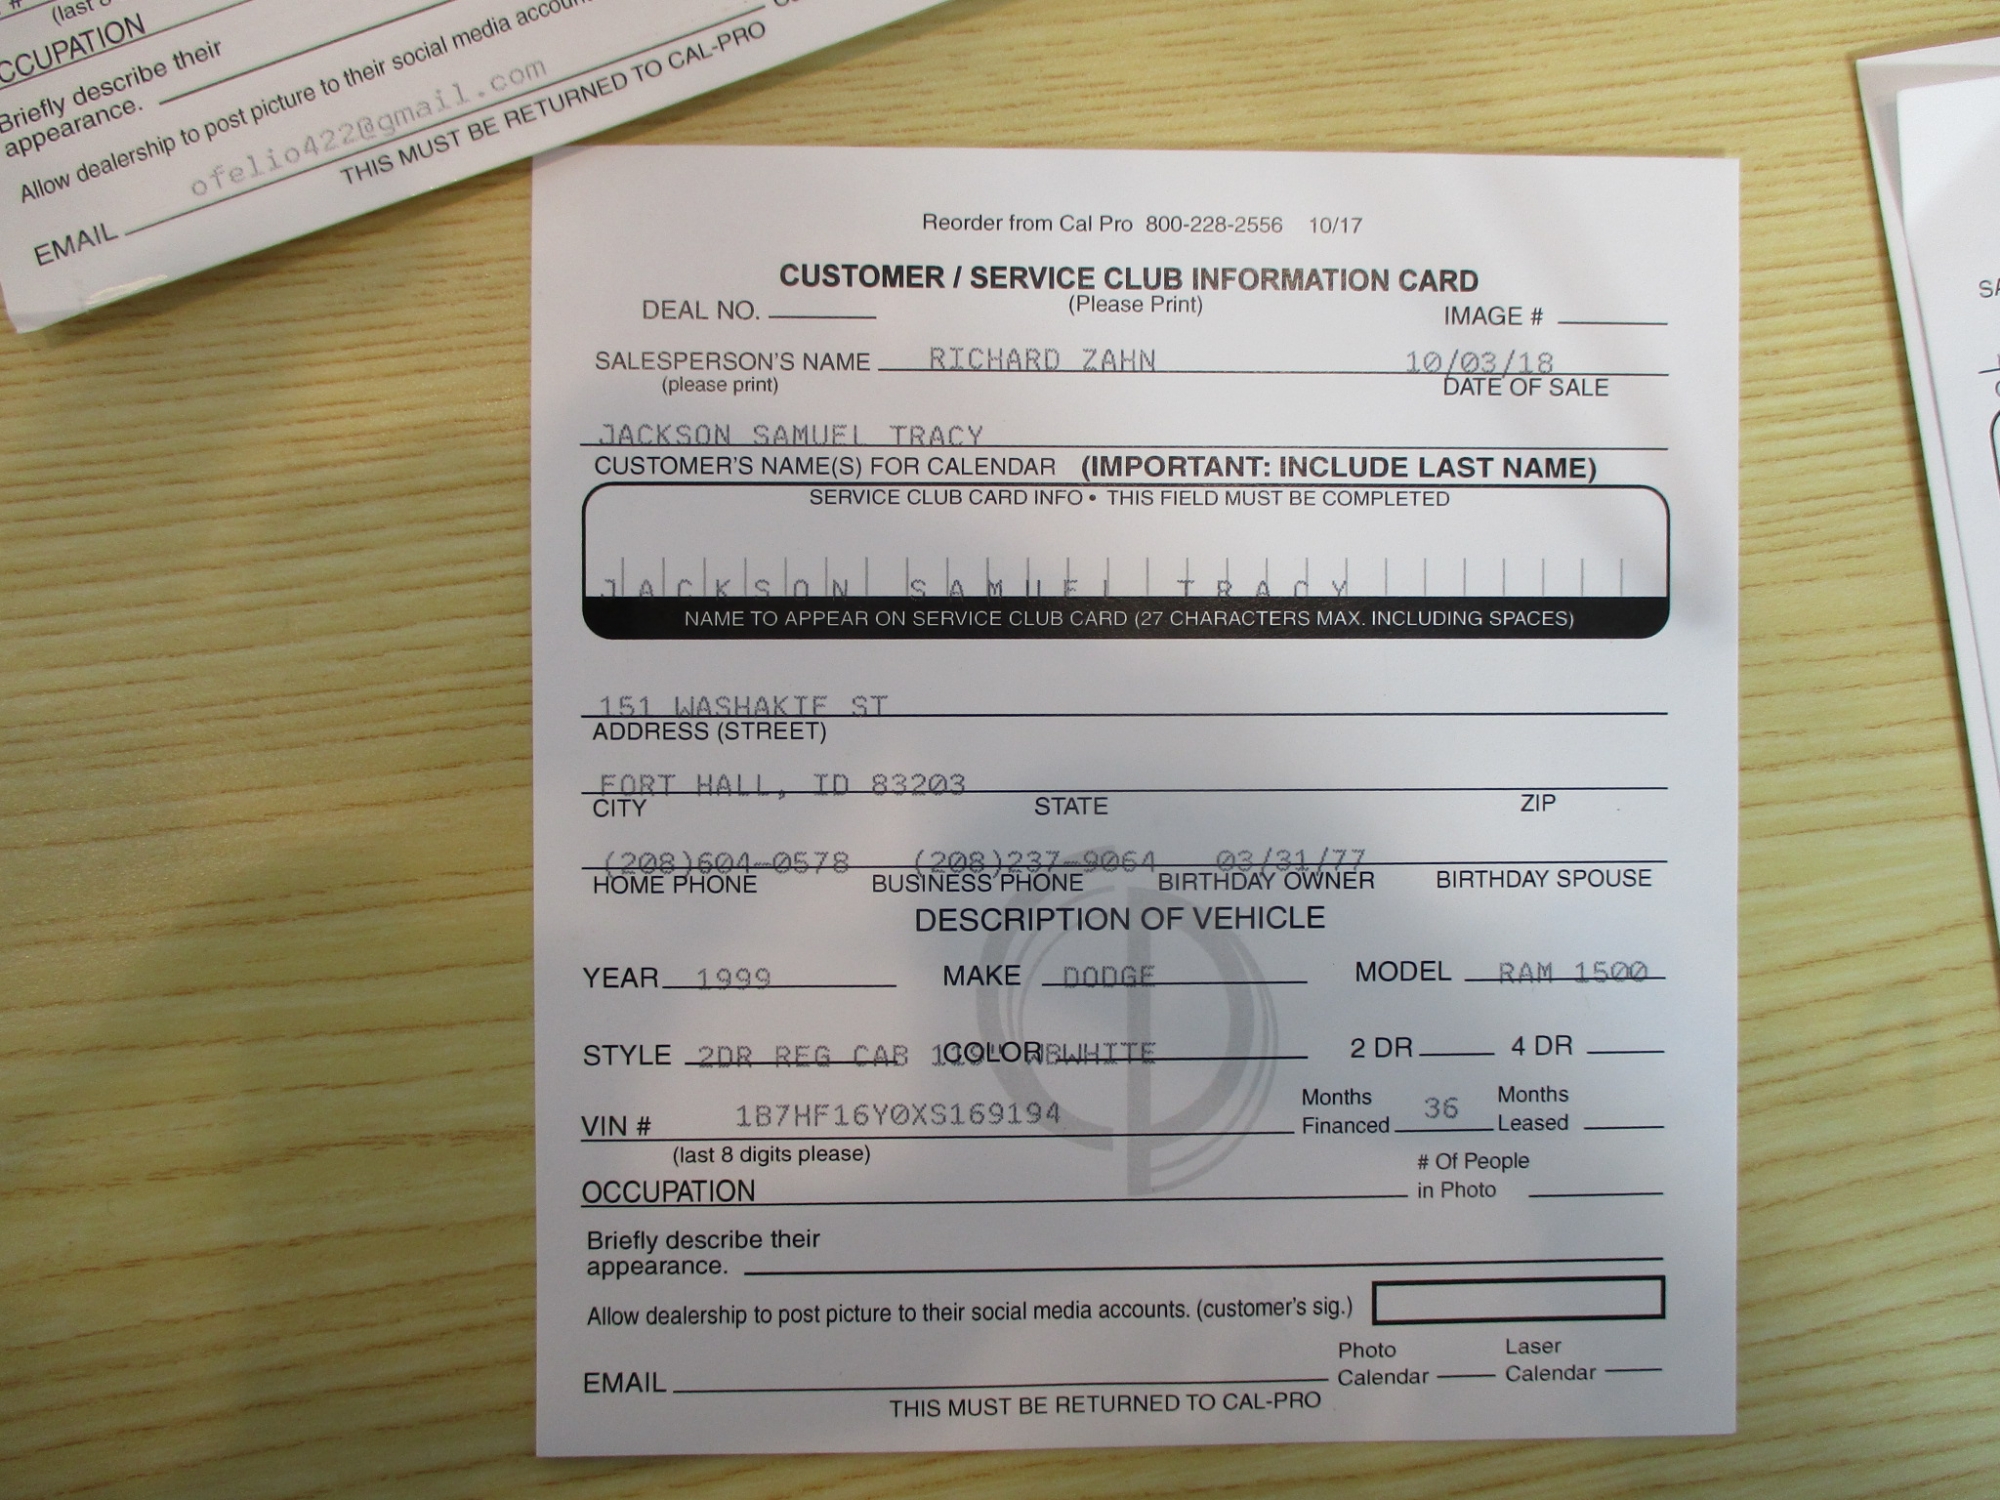 #
(last 8
CCUPATION
Briefly describe their
appearance.
Allow dealership to post picture to their social media accoun
EMAIL ofelio422@gmail.com
THIS MUST BE RETURNED TO CAL-PRO
Reorder from Cal Pro 800-228-2556 10/17
CUSTOMER / SERVICE CLUB INFORMATION CARD
DEAL NO. (Please Print) IMAGE #
SALESPERSON'S NAME RICHARD ZAHN 10/03/18
(please print) DATE OF SALE
JACKSON SAMUEL TRACY
CUSTOMER'S NAME(S) FOR CALENDAR (IMPORTANT: INCLUDE LAST NAME)
SERVICE CLUB CARD INFO • THIS FIELD MUST BE COMPLETED
JACKSON SAMUEL TRACY
NAME TO APPEAR ON SERVICE CLUB CARD (27 CHARACTERS MAX. INCLUDING SPACES)
151 WASHAKIE ST
ADDRESS (STREET)
FORT HALL, ID 83203
CITY STATE ZIP
(208)604-0578 (208)237-9064 03/31/77
HOME PHONE BUSINESS PHONE BIRTHDAY OWNER BIRTHDAY SPOUSE
DESCRIPTION OF VEHICLE
YEAR 1999 MAKE DODGE MODEL RAM 1500
STYLE 2DR REG CAB COLOR WHITE 2 DR 4 DR
VIN # 1B7HF16Y0XS169194 Months Financed 36 Months Leased
(last 8 digits please)
OCCUPATION # Of People in Photo
Briefly describe their
appearance.
Allow dealership to post picture to their social media accounts. (customer's sig.)
EMAIL Photo Calendar Laser Calendar
THIS MUST BE RETURNED TO CAL-PRO
SA